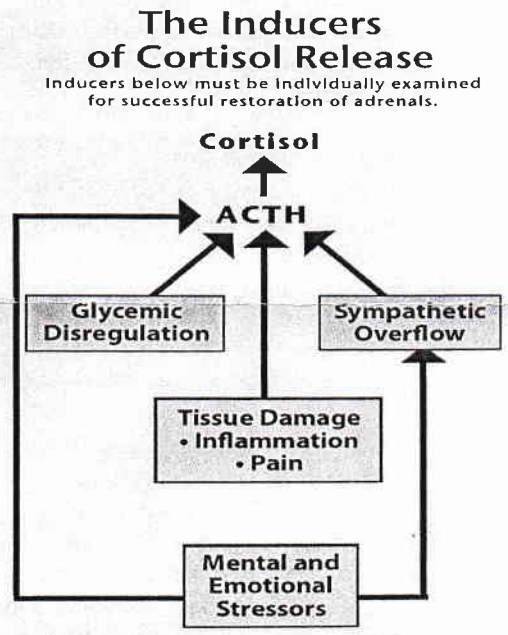 The Inducers
of Cortisol Release
Inducers below must be individually examined
for successful restoration of adrenals.
Cortisol
ACTH
Glycemic
Disregulation
Sympathetic
Overflow
Tissue Damage
• Inflammation
• Pain
Mental and
Emotional
Stressors